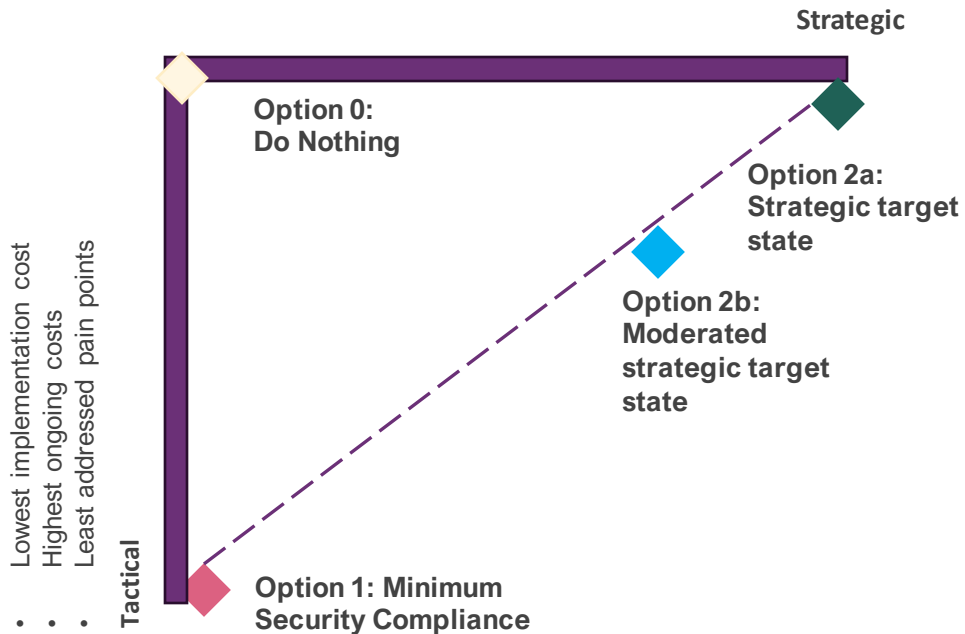 Strategic
Option 0:
Do Nothing
Option 2a:
Strategic target
state
Option 2b:
Moderated
strategic target
state
• Lowest implementation cost
• Highest ongoing costs
• Least addressed pain points
Tactical
Option 1: Minimum
Security Compliance